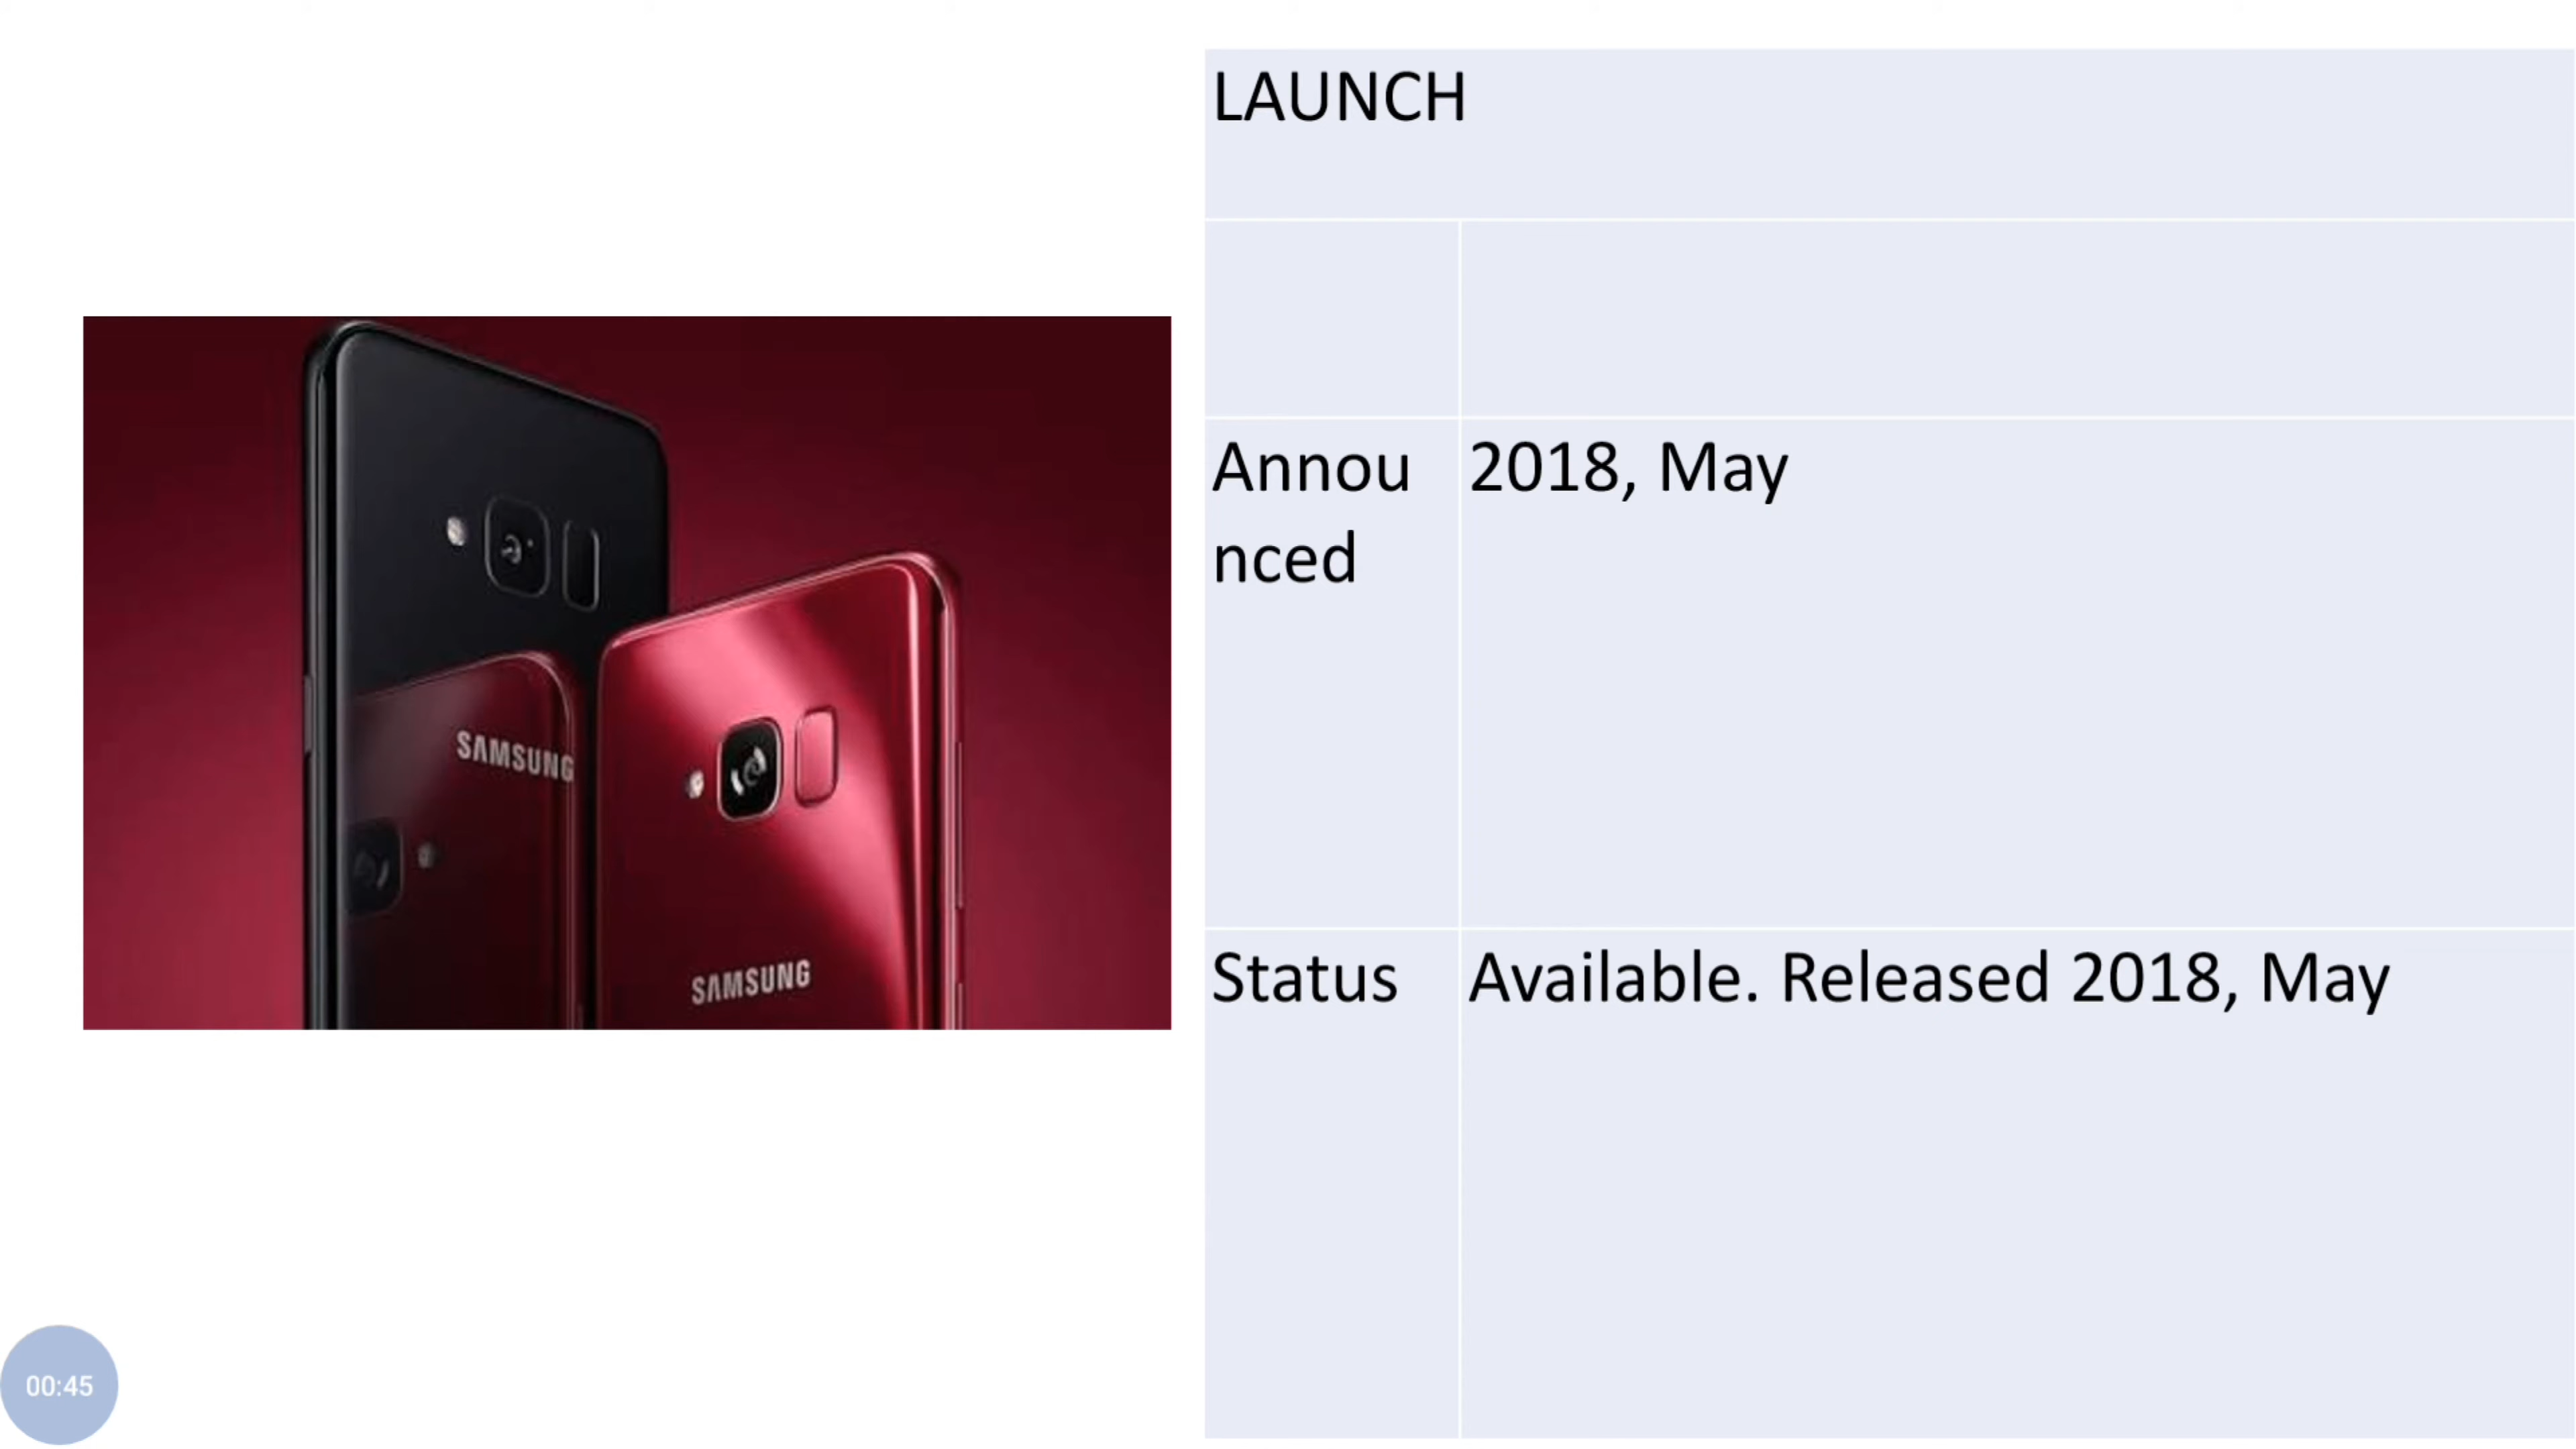 LAUNCH
Annou
nced
2018, May
Status
Available. Released 2018, May
SAMSUNG
SAMSUNG
00:45